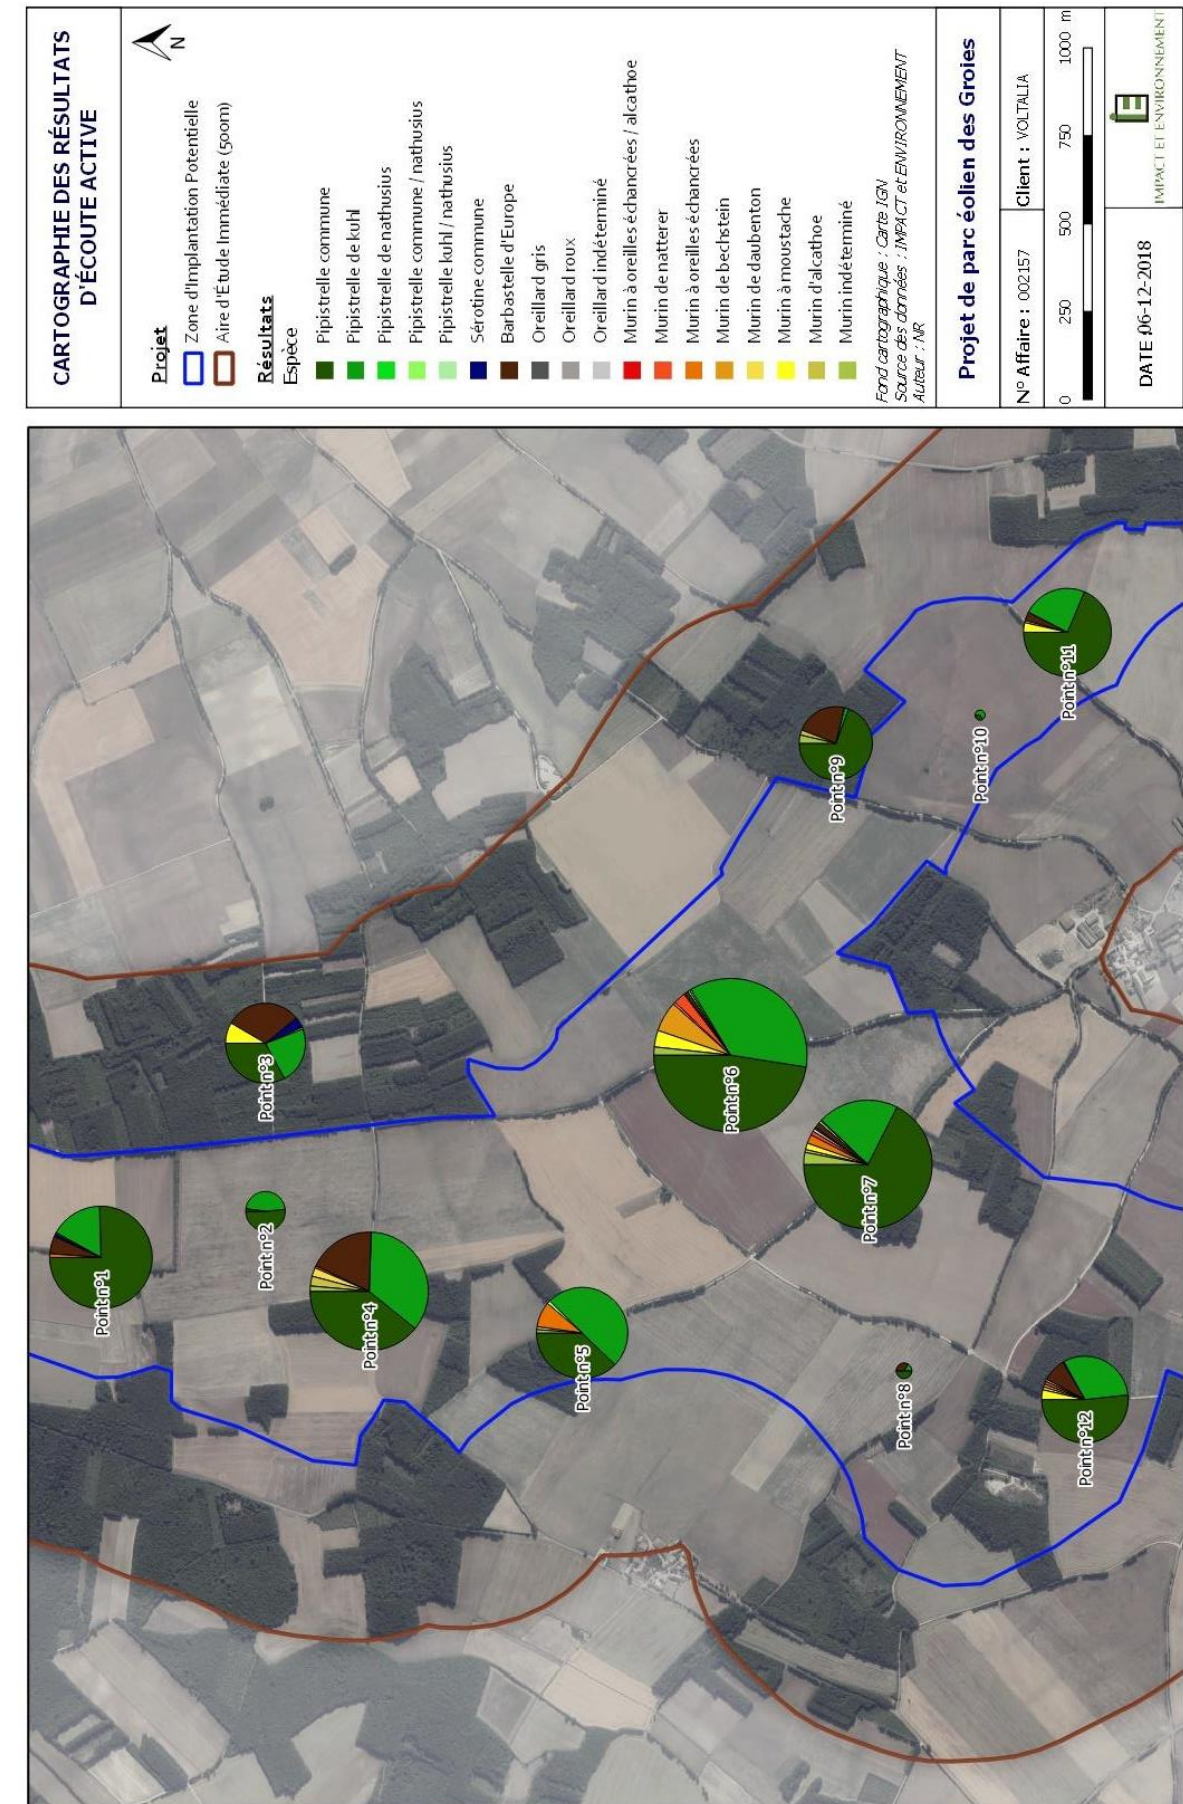 CARTOGRAPHIE DES RÉSULTATS
D'ÉCOUTE ACTIVE
N
Projet
Zone d'Implantation Potentielle
Aire d'Étude Immédiate (500m)
Résultats
Espèce
Pipistrelle commune
Pipistrelle de kuhl
Pipistrelle de nathusius
Pipistrelle commune / nathusius
Pipistrelle kuhl / nathusius
Sérotine commune
Barbastelle d'Europe
Oreillard gris
Oreillard roux
Oreillard indéterminé
Murin à oreilles échancrées / alcathoe
Murin de natterer
Murin à oreilles échancrées
Murin de bechstein
Murin de daubenton
Murin à moustache
Murin d'alcathoe
Murin indéterminé
Fond cartographique : Carte IGN
Source des données : IMPACT et ENVIRONNEMENT
Auteur : NR
Projet de parc éolien des Groies
N° Affaire : 002157
Client : VOLTALIA
0 250 500 750 1000 m
DATE 06-12-2018
IMPACT ET ENVIRONNEMENT
Point n°1
Point n°2
Point n°3
Point n°4
Point n°5
Point n°6
Point n°7
Point n°8
Point n°9
Point n°10
Point n°11
Point n°12